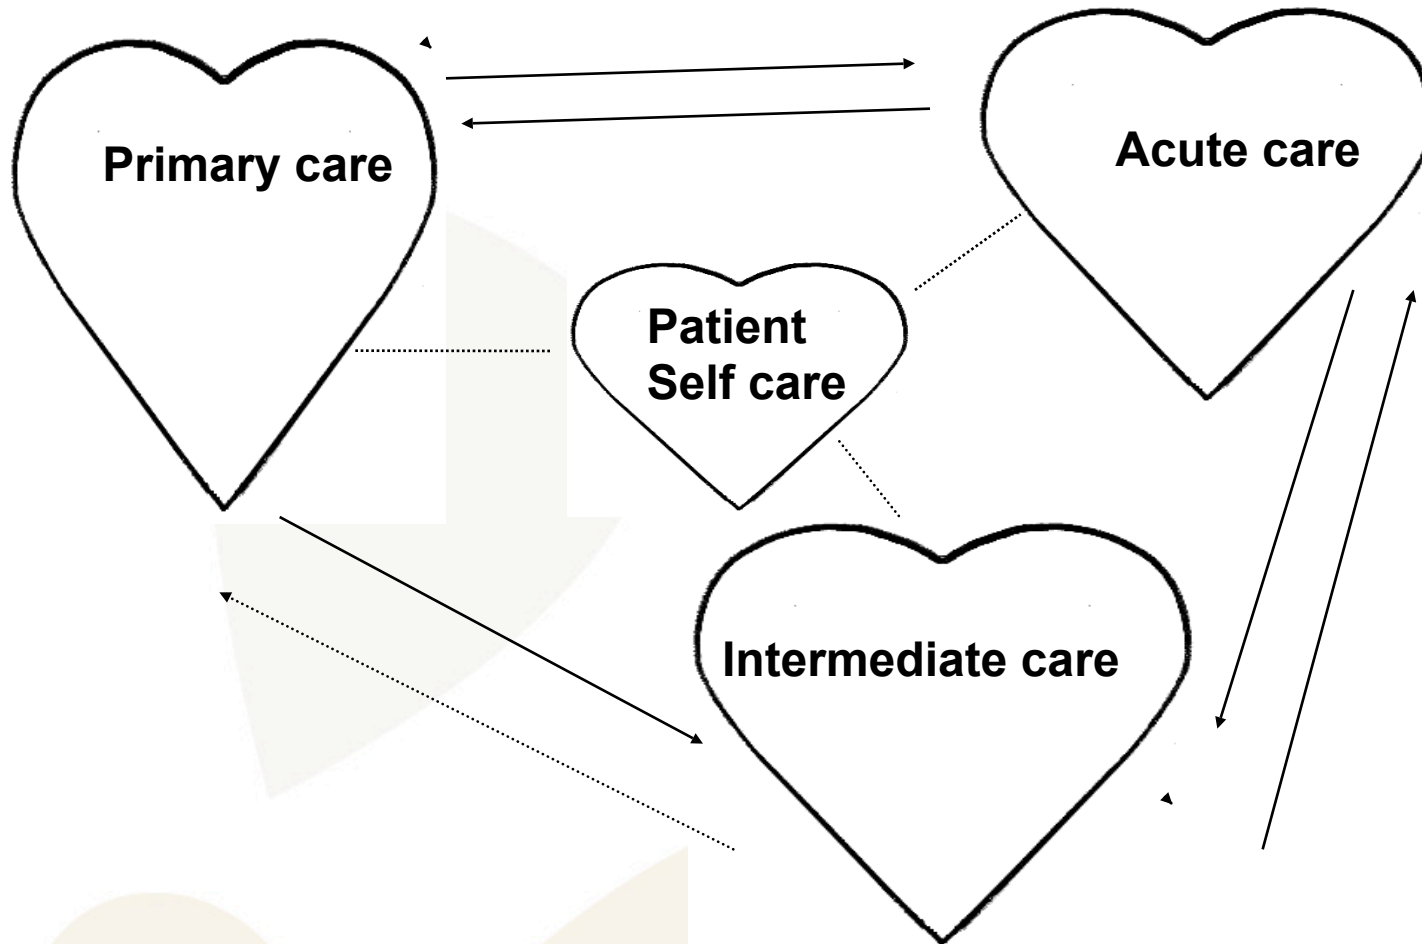 Primary care
Acute care
Patient
Self care
Intermediate care